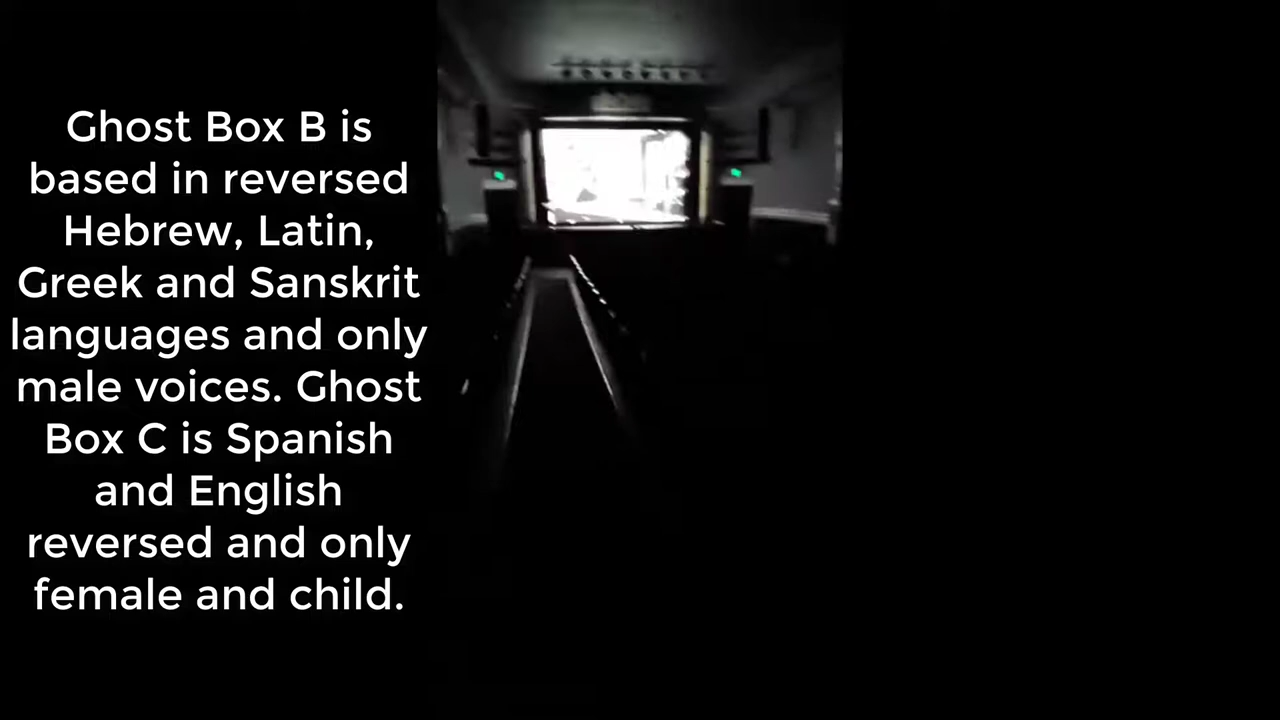 Ghost Box B is
based in reversed
Hebrew, Latin,
Greek and Sanskrit
languages and only
male voices. Ghost
Box C is Spanish
and English
reversed and only
female and child.